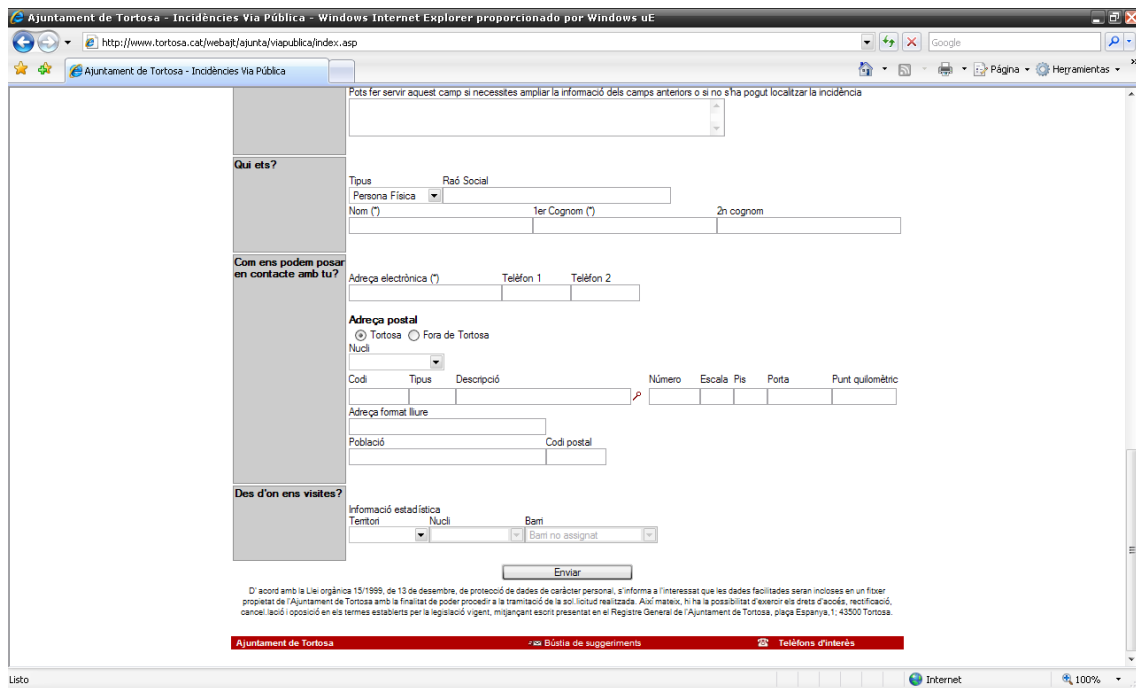 Ajuntament de Tortosa - Incidències Via Pública - Windows Internet Explorer proporcionado por Windows uE
http://www.tortosa.cat/webajt/ajunta/viapublica/index.asp
Google
Ajuntament de Tortosa - Incidències Via Pública
Página
Herramientas
Pots fer servir aquest camp si necesites ampliar la informació dels camps anteriors o si no s'ha pogut localitzar la incidència
Qui ets?
Tipus Raó Social
Persona Física
Nom (*) 1er Cognom (*) 2n cognom
Com ens podem posar
en contacte amb tu?
Adreça electrònica (*) Telèfon 1 Telèfon 2
Adreça postal
Tortosa Fora de Tortosa
Nucli
Codi Tipus Descripció Número Escala Pis Porta Punt quilomètric
Adreça format lliure
Població Codi postal
Des d'on ens visites?
Informació estadística
Territori Nucli Barri
Barri no assignat
Enviar
D' acord amb la Llei orgànica 15/1999, de 13 de desembre, de protecció de dades de caràcter personal, s'informa a l'interessat que les dades facilitades seran incloses en un fitxer
propietat de l'Ajuntament de Tortosa amb la finalitat de poder procedir a la tramitació de la sol.licitud realitzada. Així mateix, hi ha la possibilitat d'exercir els drets d'accés, rectificació,
cancel.lació i oposició en els termes establerts per la legislació vigent, mitjançant escrit presentat en el Registre General de l'Ajuntament de Tortosa, plaça Espanya,1; 43500 Tortosa.
Ajuntament de Tortosa Bústia de suggeriments Telèfons d'interès
Listo Internet 100%